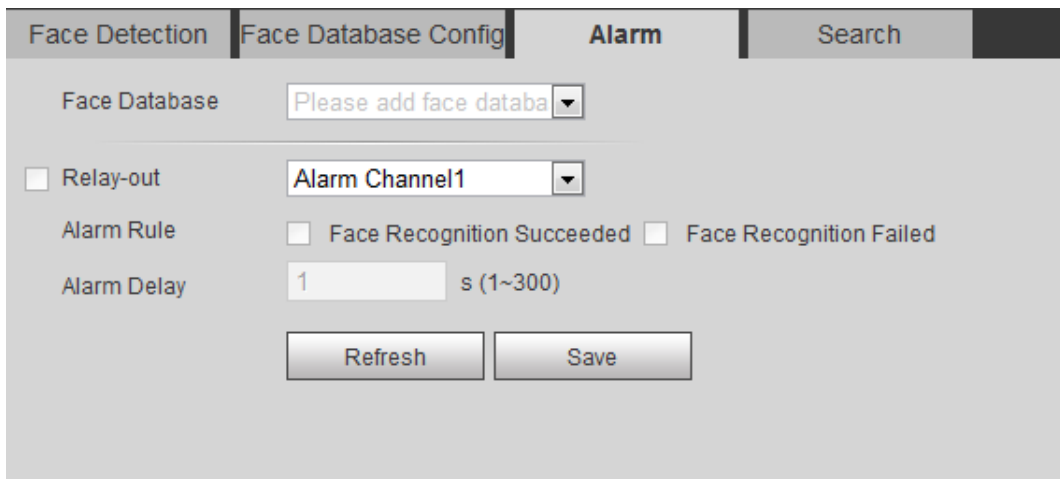 Face Detection Face Database Config Alarm Search
Face Database Please add face databa
Relay-out Alarm Channel1
Alarm Rule Face Recognition Succeeded Face Recognition Failed
Alarm Delay 1 s (1~300)
Refresh Save